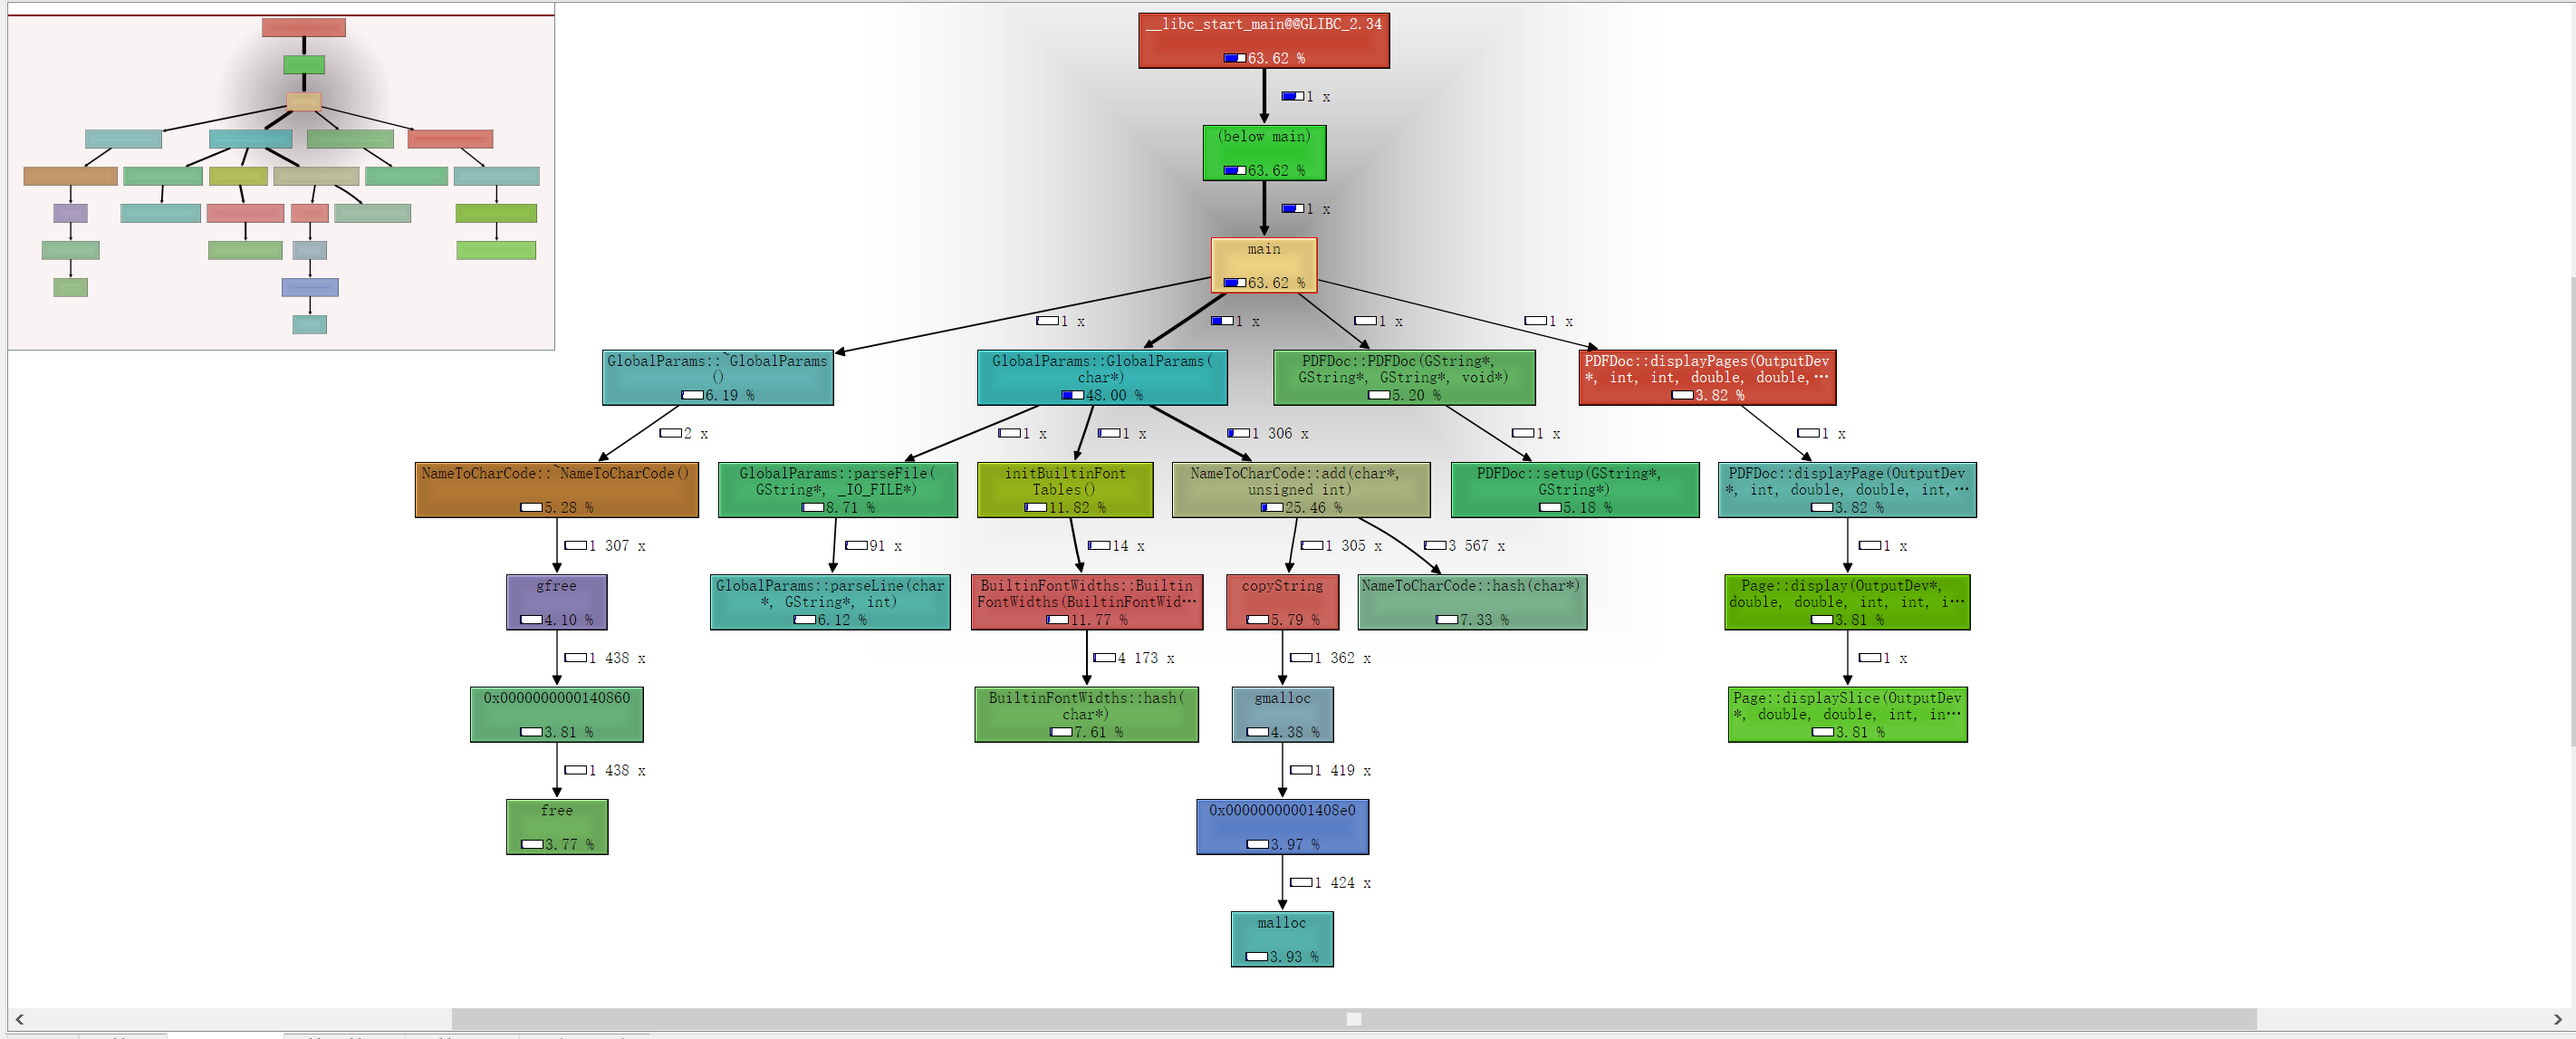 __libc_start_main@@GLIBC_2.34
63.62 %
1 x
(below main)
63.62 %
1 x
main
63.62 %
1 x
1 x
1 x
1 x
GlobalParams::~GlobalParams
()
6.19 %
GlobalParams::GlobalParams(
char*)
48.00 %
PDFDoc::PDFDoc(GString*,
GString*, GString*, void*)
5.20 %
PDFDoc::displayPages(OutputDev
*, int, int, double, double,…
3.82 %
2 x
1 x
1 x
1 306 x
1 x
1 x
NameToCharCode::~NameToCharCode()
5.28 %
GlobalParams::parseFile(
GString*, _IO_FILE*)
8.71 %
initBuiltinFont
Tables()
11.82 %
NameToCharCode::add(char*,
unsigned int)
25.46 %
PDFDoc::setup(GString*,
GString*)
5.18 %
PDFDoc::displayPage(OutputDev
*, int, double, double, int,…
3.82 %
1 307 x
91 x
14 x
1 305 x
3 567 x
1 x
gfree
4.10 %
GlobalParams::parseLine(char
*, GString*, int)
6.12 %
BuiltinFontWidths::Builtin
FontWidths(BuiltinFontWid…
11.77 %
copyString
5.79 %
NameToCharCode::hash(char*)
7.33 %
Page::display(OutputDev*,
double, double, int, int, i…
3.81 %
1 438 x
4 173 x
1 362 x
1 x
0x0000000000140860
3.81 %
BuiltinFontWidths::hash(
char*)
7.61 %
gmalloc
4.38 %
Page::displaySlice(OutputDev
*, double, double, int, in…
3.81 %
1 438 x
1 419 x
free
3.77 %
0x00000000001408e0
3.97 %
1 424 x
malloc
3.93 %